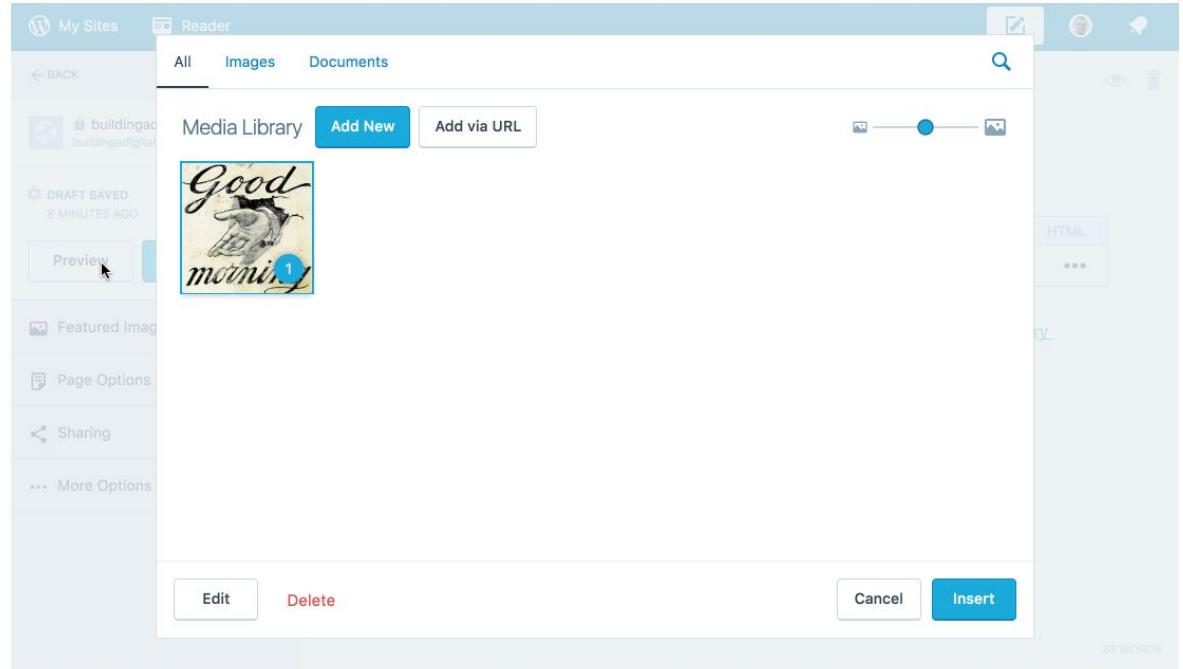 My Sites
Reader
BACK
All Images Documents
buildingad
buildingadigital
Media Library Add New Add via URL
Good
morning
1
DRAFT SAVED
8 MINUTES AGO
HTML
Preview
Featured Imag
ry
Page Options
Sharing
More Options
Edit Delete Cancel Insert
20 WORDS